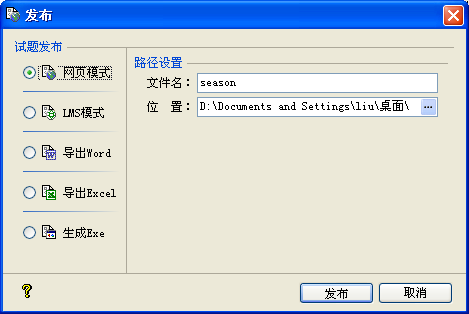 发布
试题发布
网页模式
LMS模式
导出Word
导出Excel
生成Exe
路径设置
文件名： season
位 置： D:\Documents and Settings\liu\桌面\ ...
发布 取消